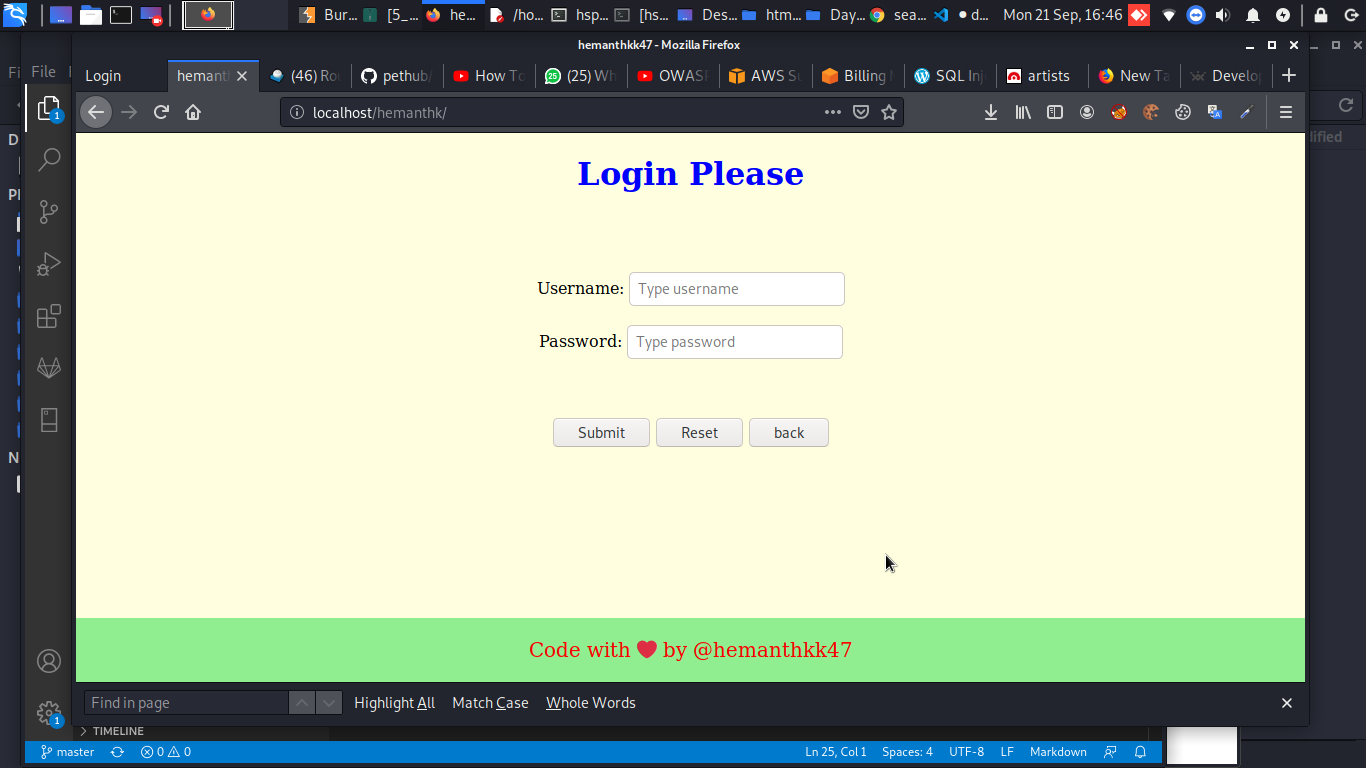 Bur...
[5_...
he...
/ho...
hsp...
[hs...
Des...
htm...
Day...
sea...
d...
Mon 21 Sep, 16:46
hemanthkk47 - Mozilla Firefox
File
Login
hemanth
(46) Ro
pethub
How To
(25) Wh
OWAS
AWS S
Billing
SQL Inj
artists
New Ta
Develo
localhost/hemanthk/
Login Please
Username: Type username
Password: Type password
Submit Reset back
Code with ❤ by @hemanthkk47
Find in page Highlight All Match Case Whole Words
TIMELINE
master 0 0 Ln 25, Col 1 Spaces: 4 UTF-8 LF Markdown